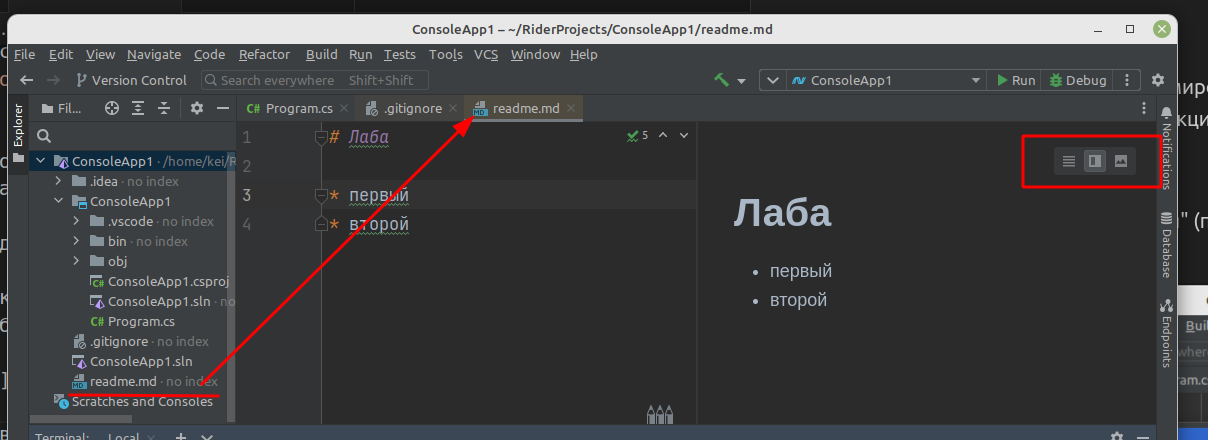 ConsoleApp1 – ~/RiderProjects/ConsoleApp1/readme.md
File Edit View Navigate Code Refactor Build Run Tests Tools VCS Window Help
Version Control Search everywhere Shift+Shift ConsoleApp1 Run Debug
Explorer
Fil... C# Program.cs .gitignore readme.md
Notifications
Database
Endpoints
ConsoleApp1 · /home/kei/R
.idea · no index
ConsoleApp1
.vscode · no index
bin · no index
obj
ConsoleApp1.csproj
ConsoleApp1.sln · no
C# Program.cs
.gitignore · no index
ConsoleApp1.sln
readme.md · no index
Scratches and Consoles
1 # Лаба 5
2
3 * первый
4 * второй
Лаба
• первый
• второй
Terminal: Local